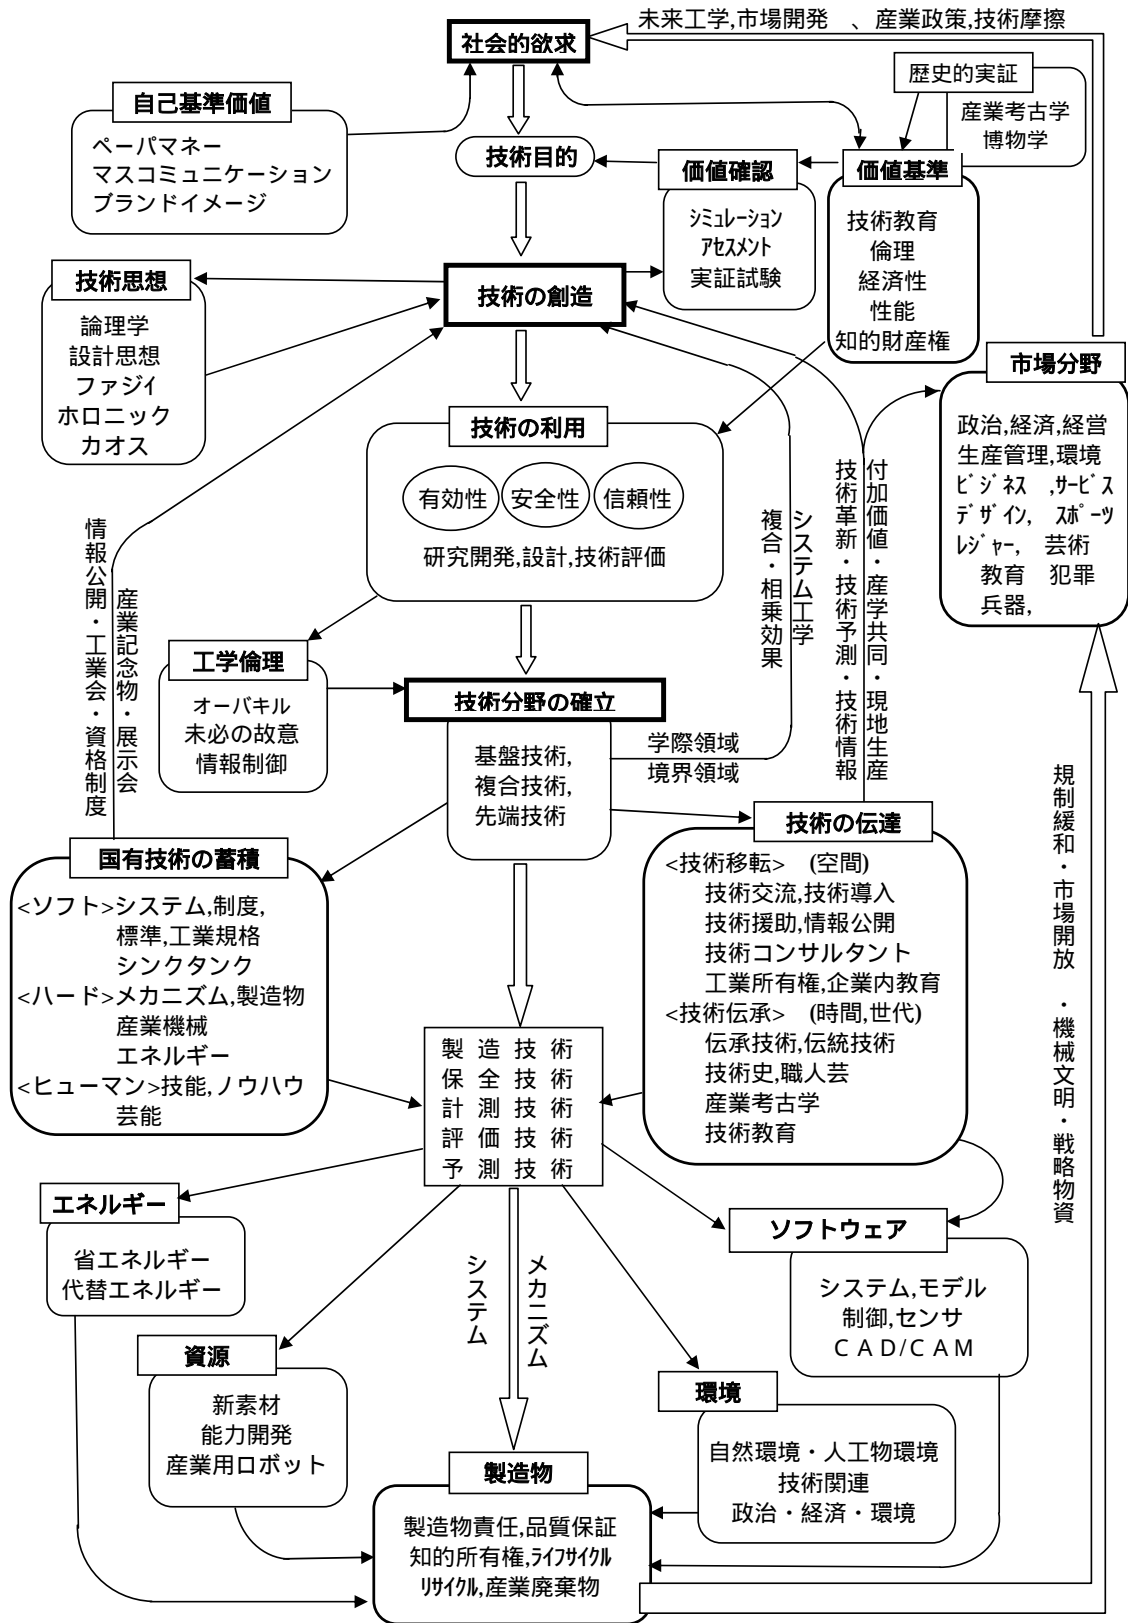 未来工学,市場開発　、産業政策,技術摩擦
社会的欲求
歴史的実証
産業考古学
博物学
自己基準価値
ペーパマネー
マスコミュニケーション
ブランドイメージ
技術目的
価値確認
シミュレーション
アセスメント
実証試験
価値基準
技術教育
倫理
経済性
性能
知的財産権
技術思想
論理学
設計思想
ファジィ
ホロニック
カオス
技術の創造
市場分野
政治,経済,経営
生産管理,環境
ビジネス　,サービス
デザイン,　スポーツ
レジャー,　芸術
教育　犯罪
兵器,
技術の利用
有効性
安全性
信頼性
研究開発,設計,技術評価
情報公開・工業会・資格制度
産業記念物・展示会
複合・相乗効果
システム工学
技術革新・技術予測・技術情報
付加価値・産学共同・現地生産
工学倫理
オーバキル
未必の故意
情報制御
技術分野の確立
基盤技術,
複合技術,
先端技術
学際領域
境界領域
規制緩和・市場開放　・機械文明・戦略物資
国有技術の蓄積
<ソフト>システム,制度,
標準,工業規格
シンクタンク
<ハード>メカニズム,製造物
産業機械
エネルギー
<ヒューマン>技能,ノウハウ
芸能
技術の伝達
<技術移転>　(空間)
技術交流,技術導入
技術援助,情報公開
技術コンサルタント
工業所有権,企業内教育
<技術伝承>　(時間,世代)
伝承技術,伝統技術
技術史,職人芸
産業考古学
技術教育
製造技術
保全技術
計測技術
評価技術
予測技術
エネルギー
省エネルギー
代替エネルギー
システム
メカニズム
ソフトウェア
システム,モデル
制御,センサ
ＣＡＤ/ＣＡＭ
資源
新素材
能力開発
産業用ロボット
環境
自然環境・人工物環境
技術関連
政治・経済・環境
製造物
製造物責任,品質保証
知的所有権,ライフサイクル
リサイクル,産業廃棄物